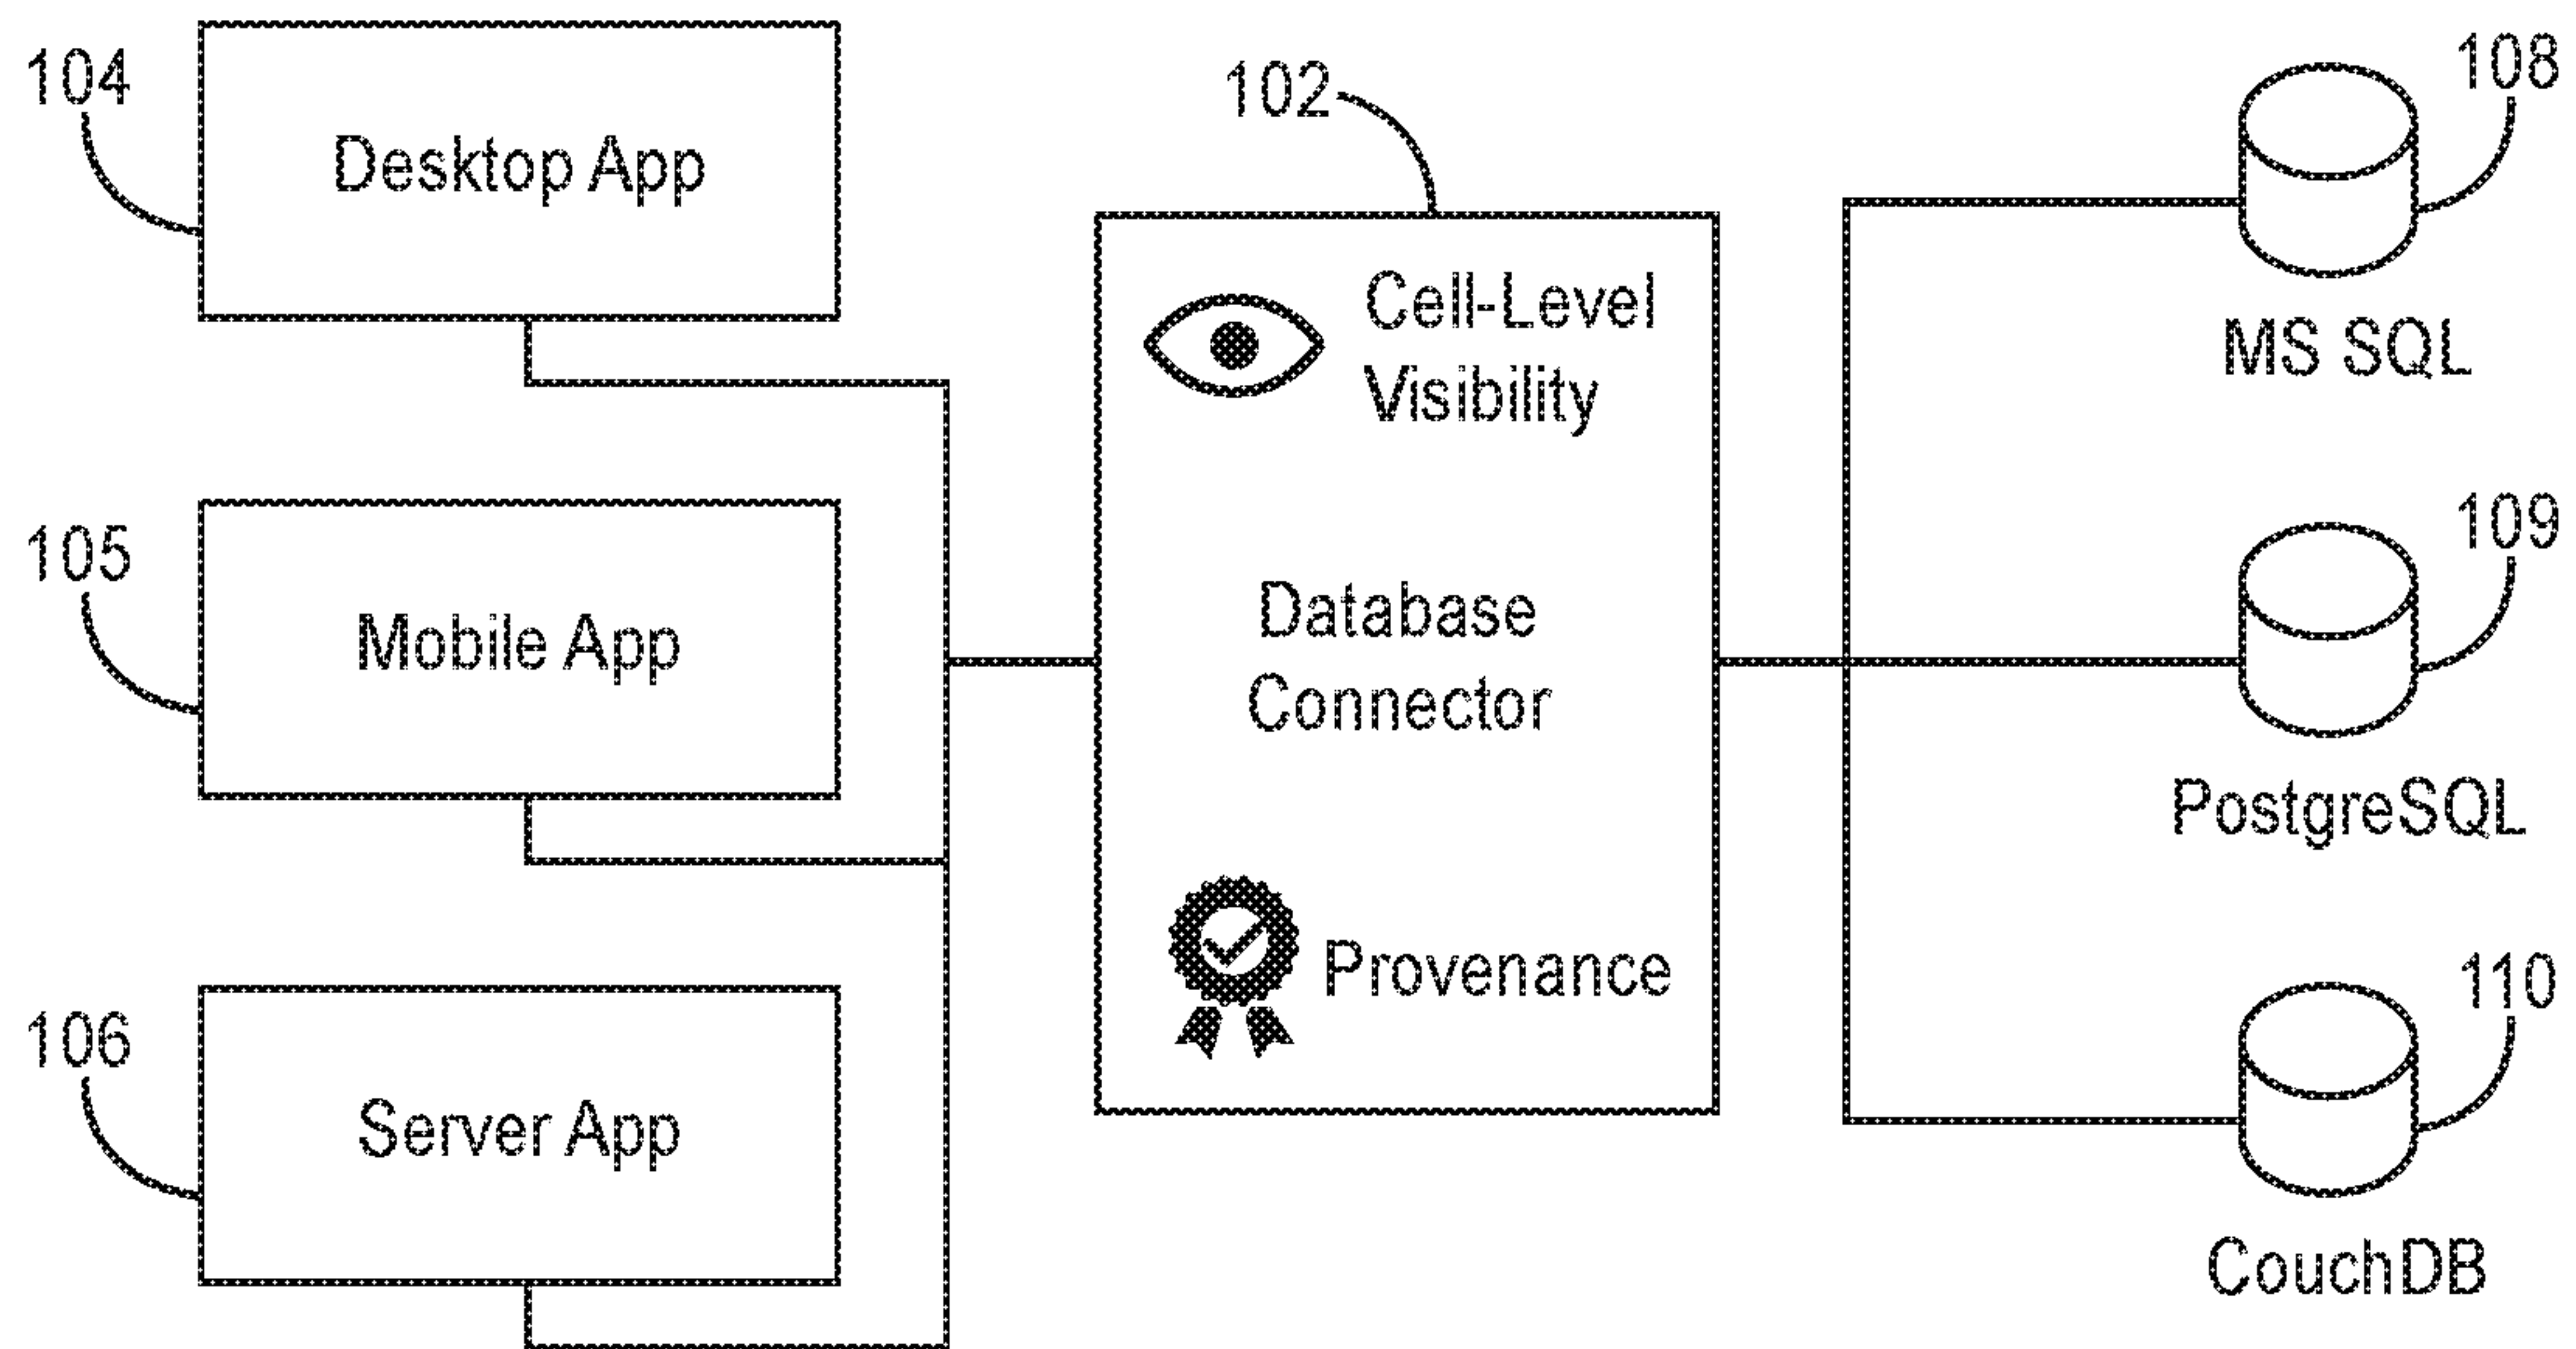 104
Desktop App
105
Mobile App
106
Server App
102
Cell-Level
Visibility
Database
Connector
Provenance
108
MS SQL
109
PostgreSQL
110
CouchDB